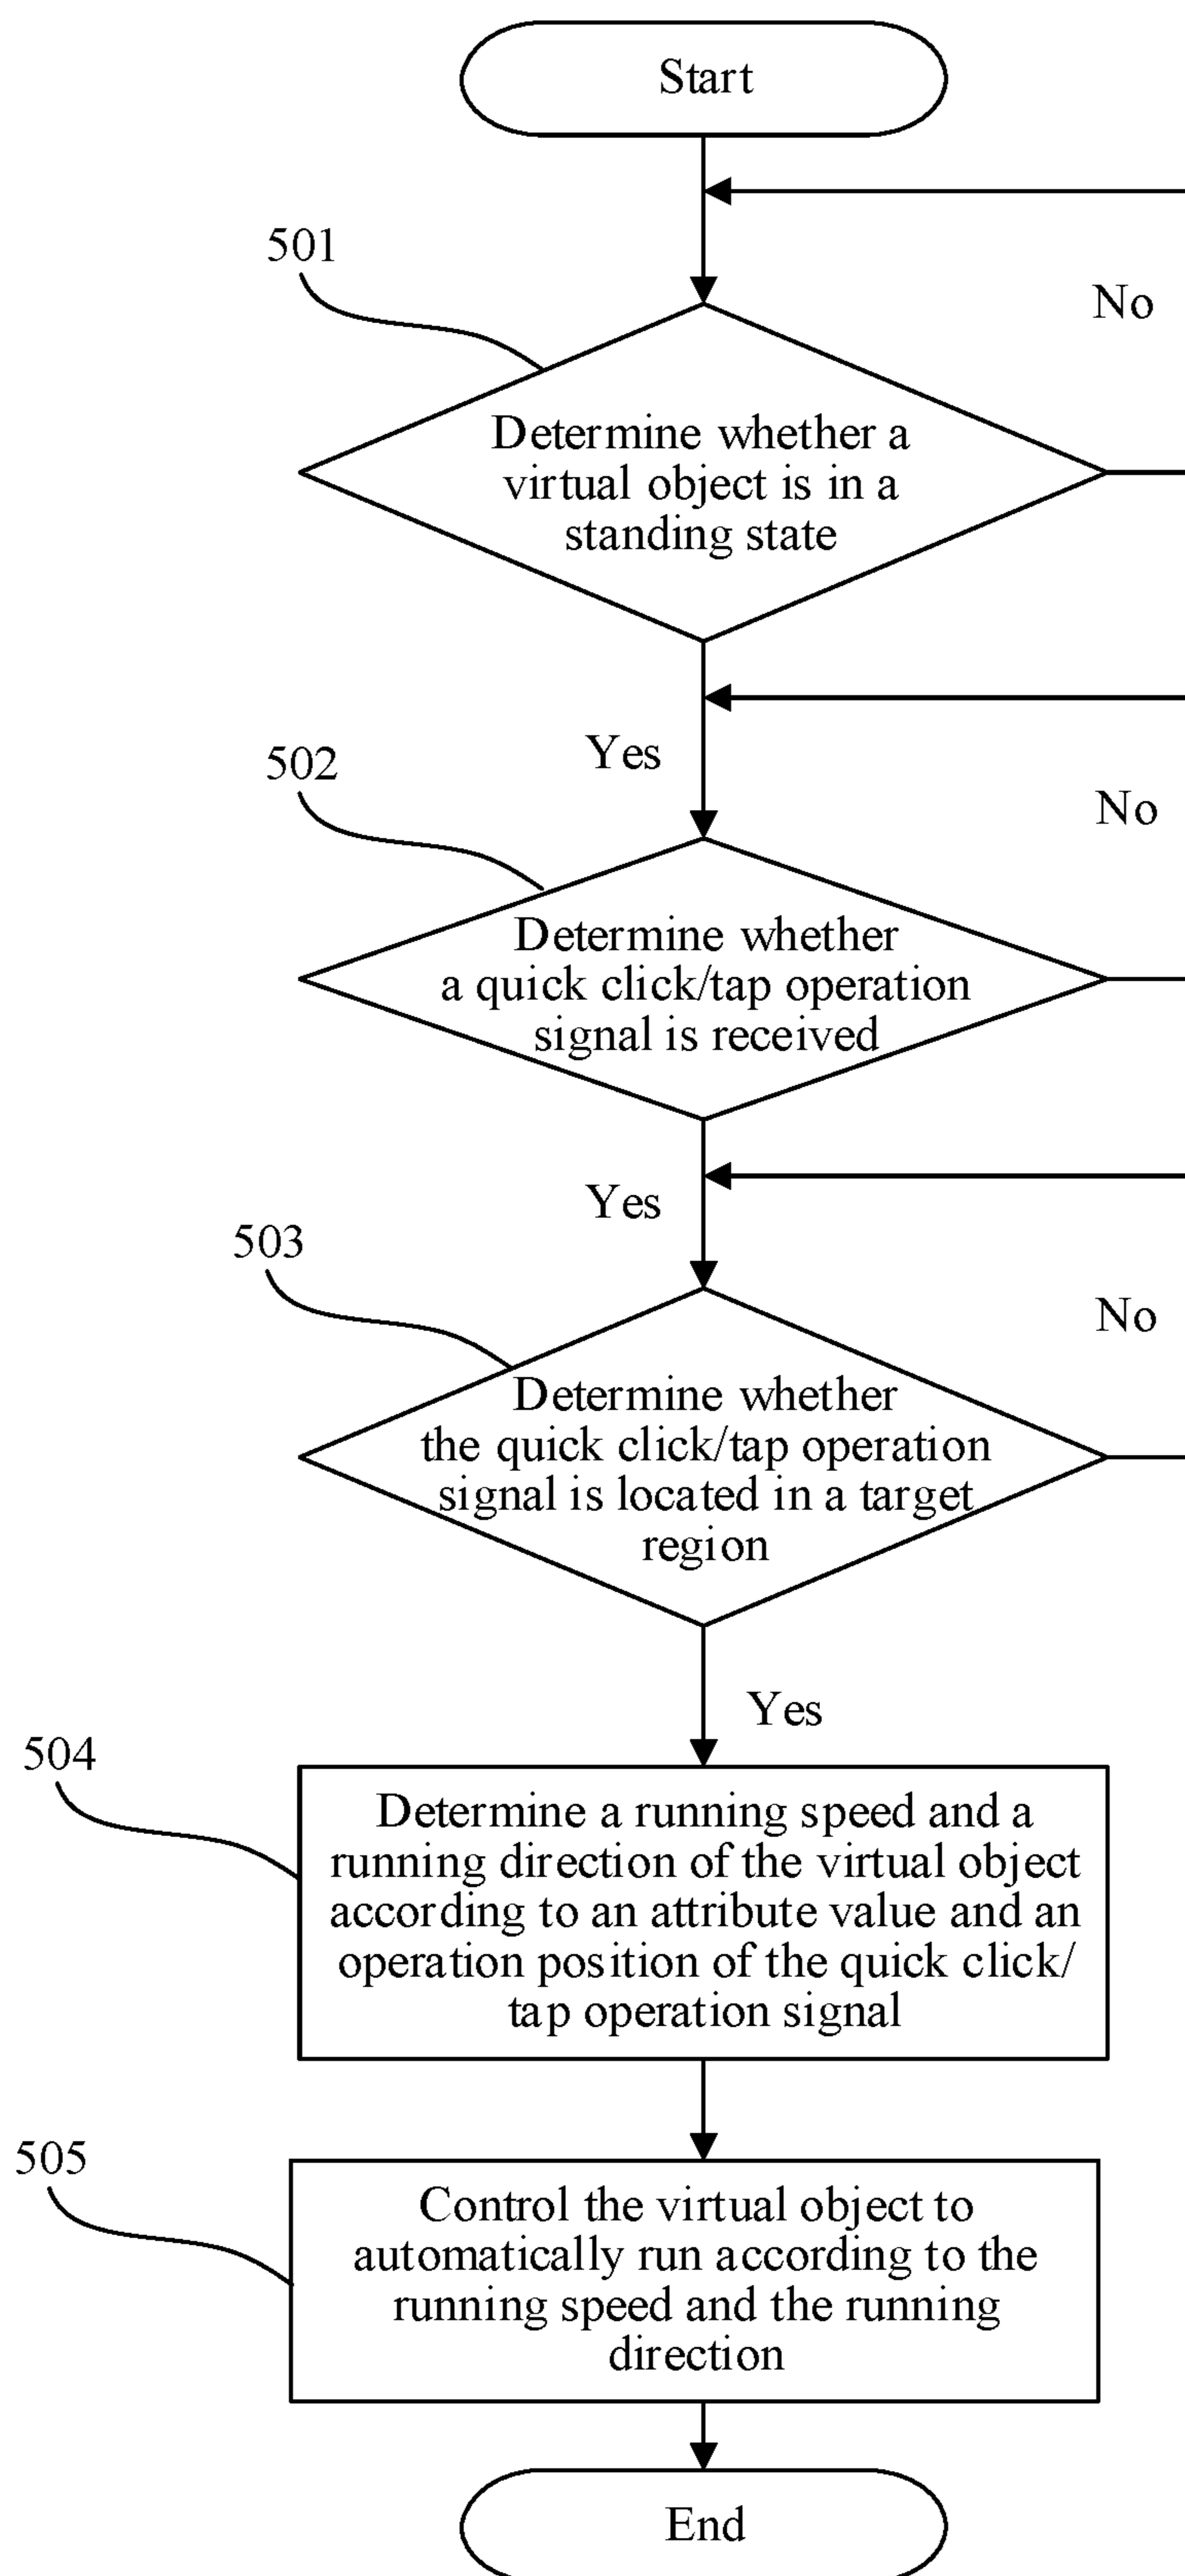 Start
501
No
Determine whether a
virtual object is in a
standing state
Yes
502
No
Determine whether
a quick click/tap operation
signal is received
Yes
503
No
Determine whether
the quick click/tap operation
signal is located in a target
region
Yes
504
Determine a running speed and a
running direction of the virtual object
according to an attribute value and an
operation position of the quick click/
tap operation signal
505
Control the virtual object to
automatically run according to the
running speed and the running
direction
End